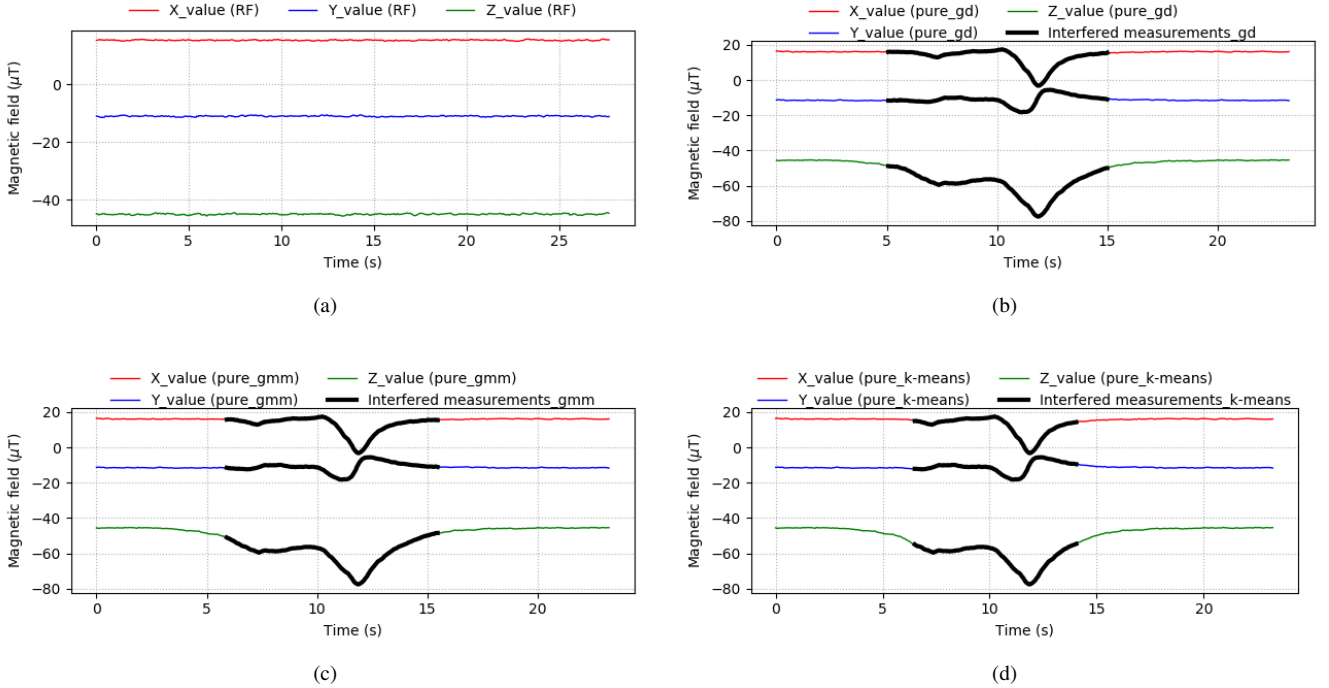 X_value (RF) Y_value (RF) Z_value (RF)
0
−20
−40
Magnetic field (μT)
0 5 10 15 20 25
Time (s)
(a)
X_value (pure_gd) Z_value (pure_gd)
Y_value (pure_gd) Interfered measurements_gd
20
0
−20
−40
−60
−80
Magnetic field (μT)
0 5 10 15 20
Time (s)
(b)
X_value (pure_gmm) Z_value (pure_gmm)
Y_value (pure_gmm) Interfered measurements_gmm
20
0
−20
−40
−60
−80
Magnetic field (μT)
0 5 10 15 20
Time (s)
(c)
X_value (pure_k-means) Z_value (pure_k-means)
Y_value (pure_k-means) Interfered measurements_k-means
20
0
−20
−40
−60
−80
Magnetic field (μT)
0 5 10 15 20
Time (s)
(d)